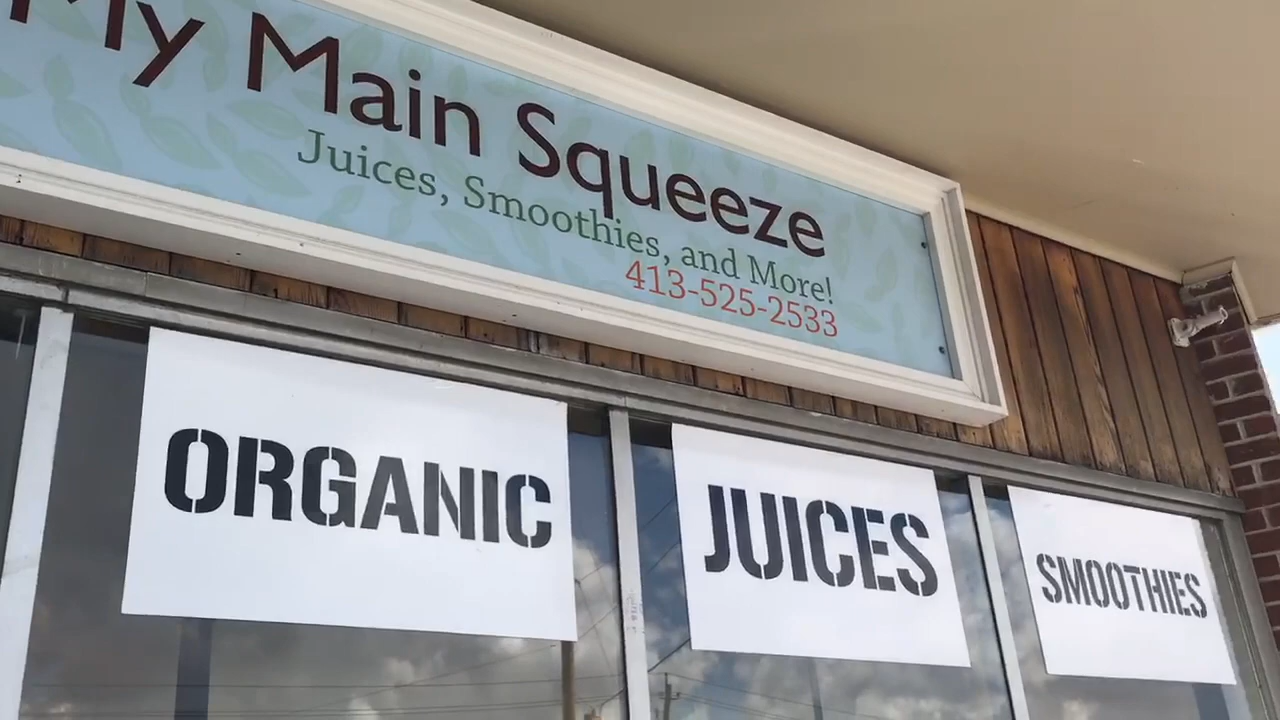 My Main Squeeze
Juices, Smoothies, and More!
413-525-2533
ORGANIC
JUICES
SMOOTHIES